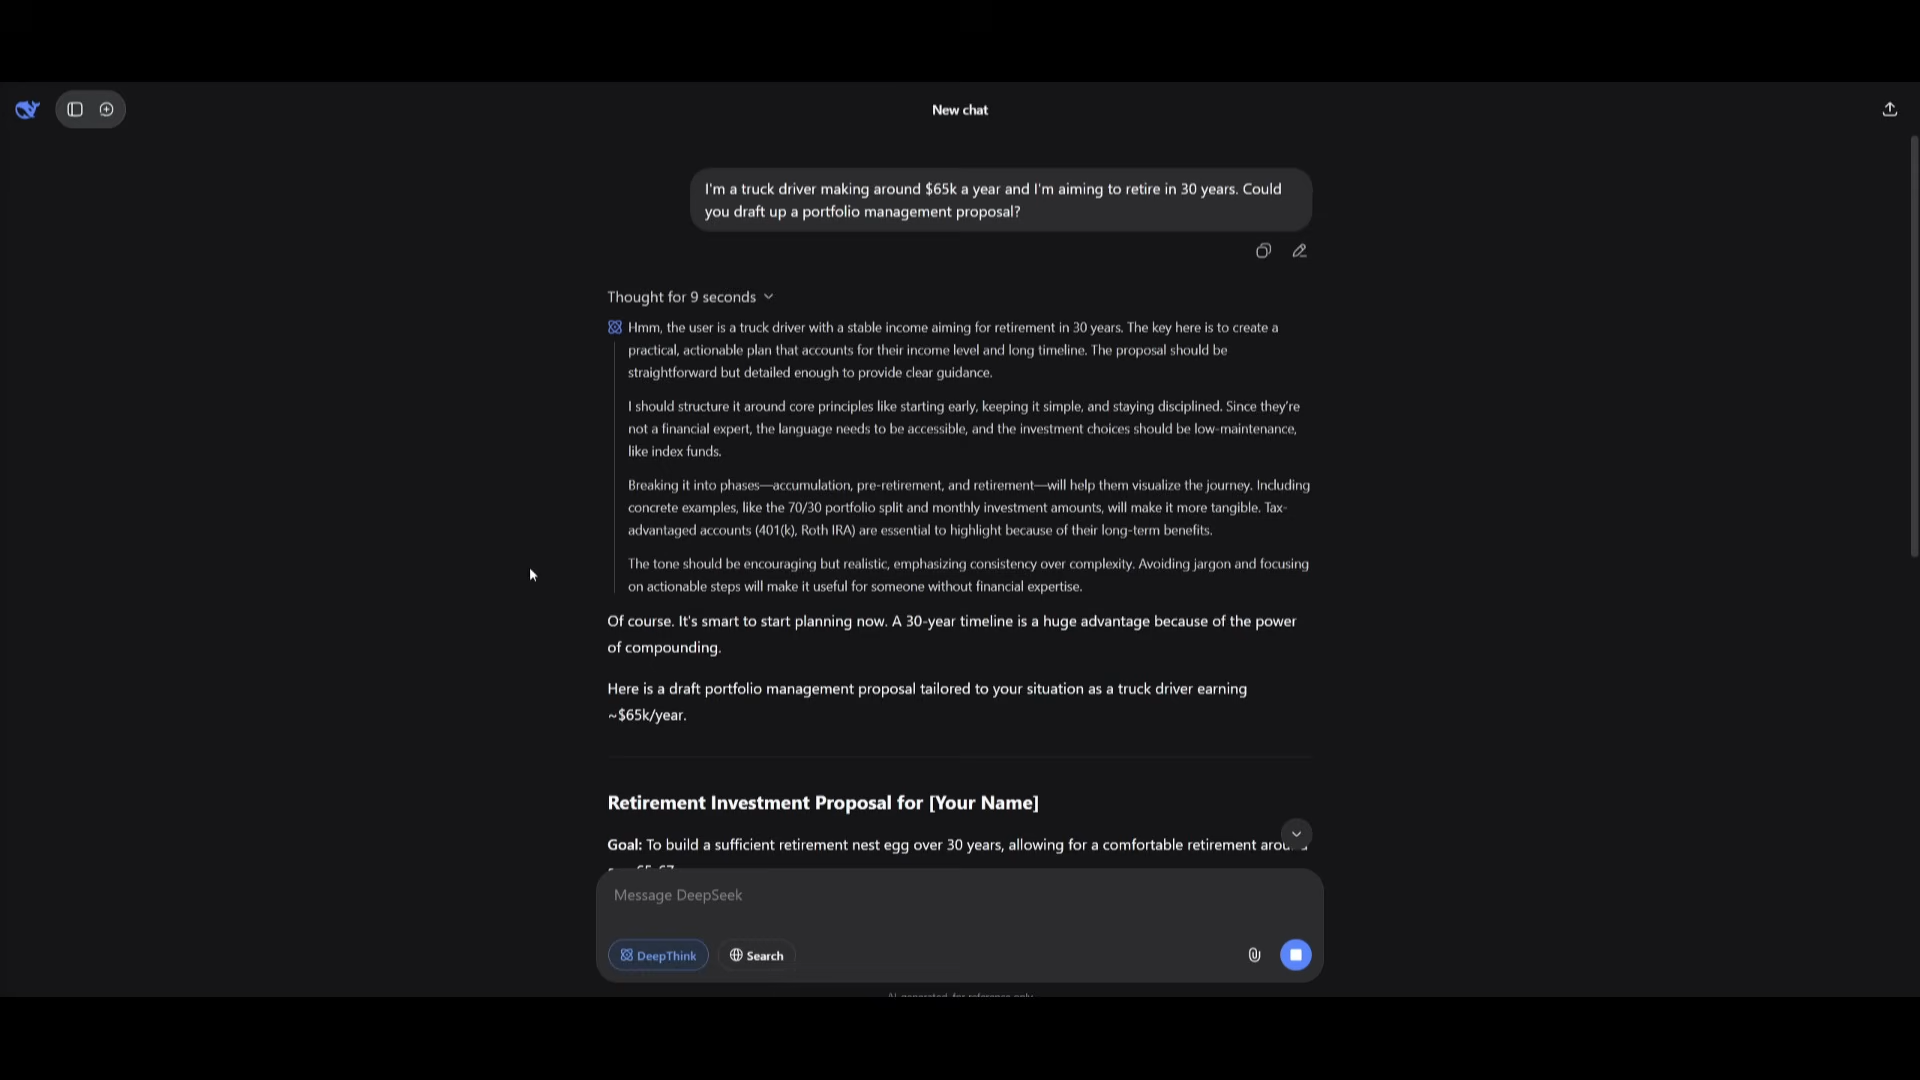 New chat
I'm a truck driver making around $65k a year and I'm aiming to retire in 30 years. Could
you draft up a portfolio management proposal?
Thought for 9 seconds
Hmm, the user is a truck driver with a stable income aiming for retirement in 30 years. The key here is to create a
practical, actionable plan that accounts for their income level and long timeline. The proposal should be
straightforward but detailed enough to provide clear guidance.
I should structure it around core principles like starting early, keeping it simple, and staying disciplined. Since they're
not a financial expert, the language needs to be accessible, and the investment choices should be low-maintenance,
like index funds.
Breaking it into phases—accumulation, pre-retirement, and retirement—will help them visualize the journey. Including
concrete examples, like the 70/30 portfolio split and monthly investment amounts, will make it more tangible. Tax-
advantaged accounts (401(k), Roth IRA) are essential to highlight because of their long-term benefits.
The tone should be encouraging but realistic, emphasizing consistency over complexity. Avoiding jargon and focusing
on actionable steps will make it useful for someone without financial expertise.
Of course. It's smart to start planning now. A 30-year timeline is a huge advantage because of the power
of compounding.
Here is a draft portfolio management proposal tailored to your situation as a truck driver earning
~$65k/year.
Retirement Investment Proposal for [Your Name]
Goal: To build a sufficient retirement nest egg over 30 years, allowing for a comfortable retirement
Message DeepSeek
DeepThink
Search